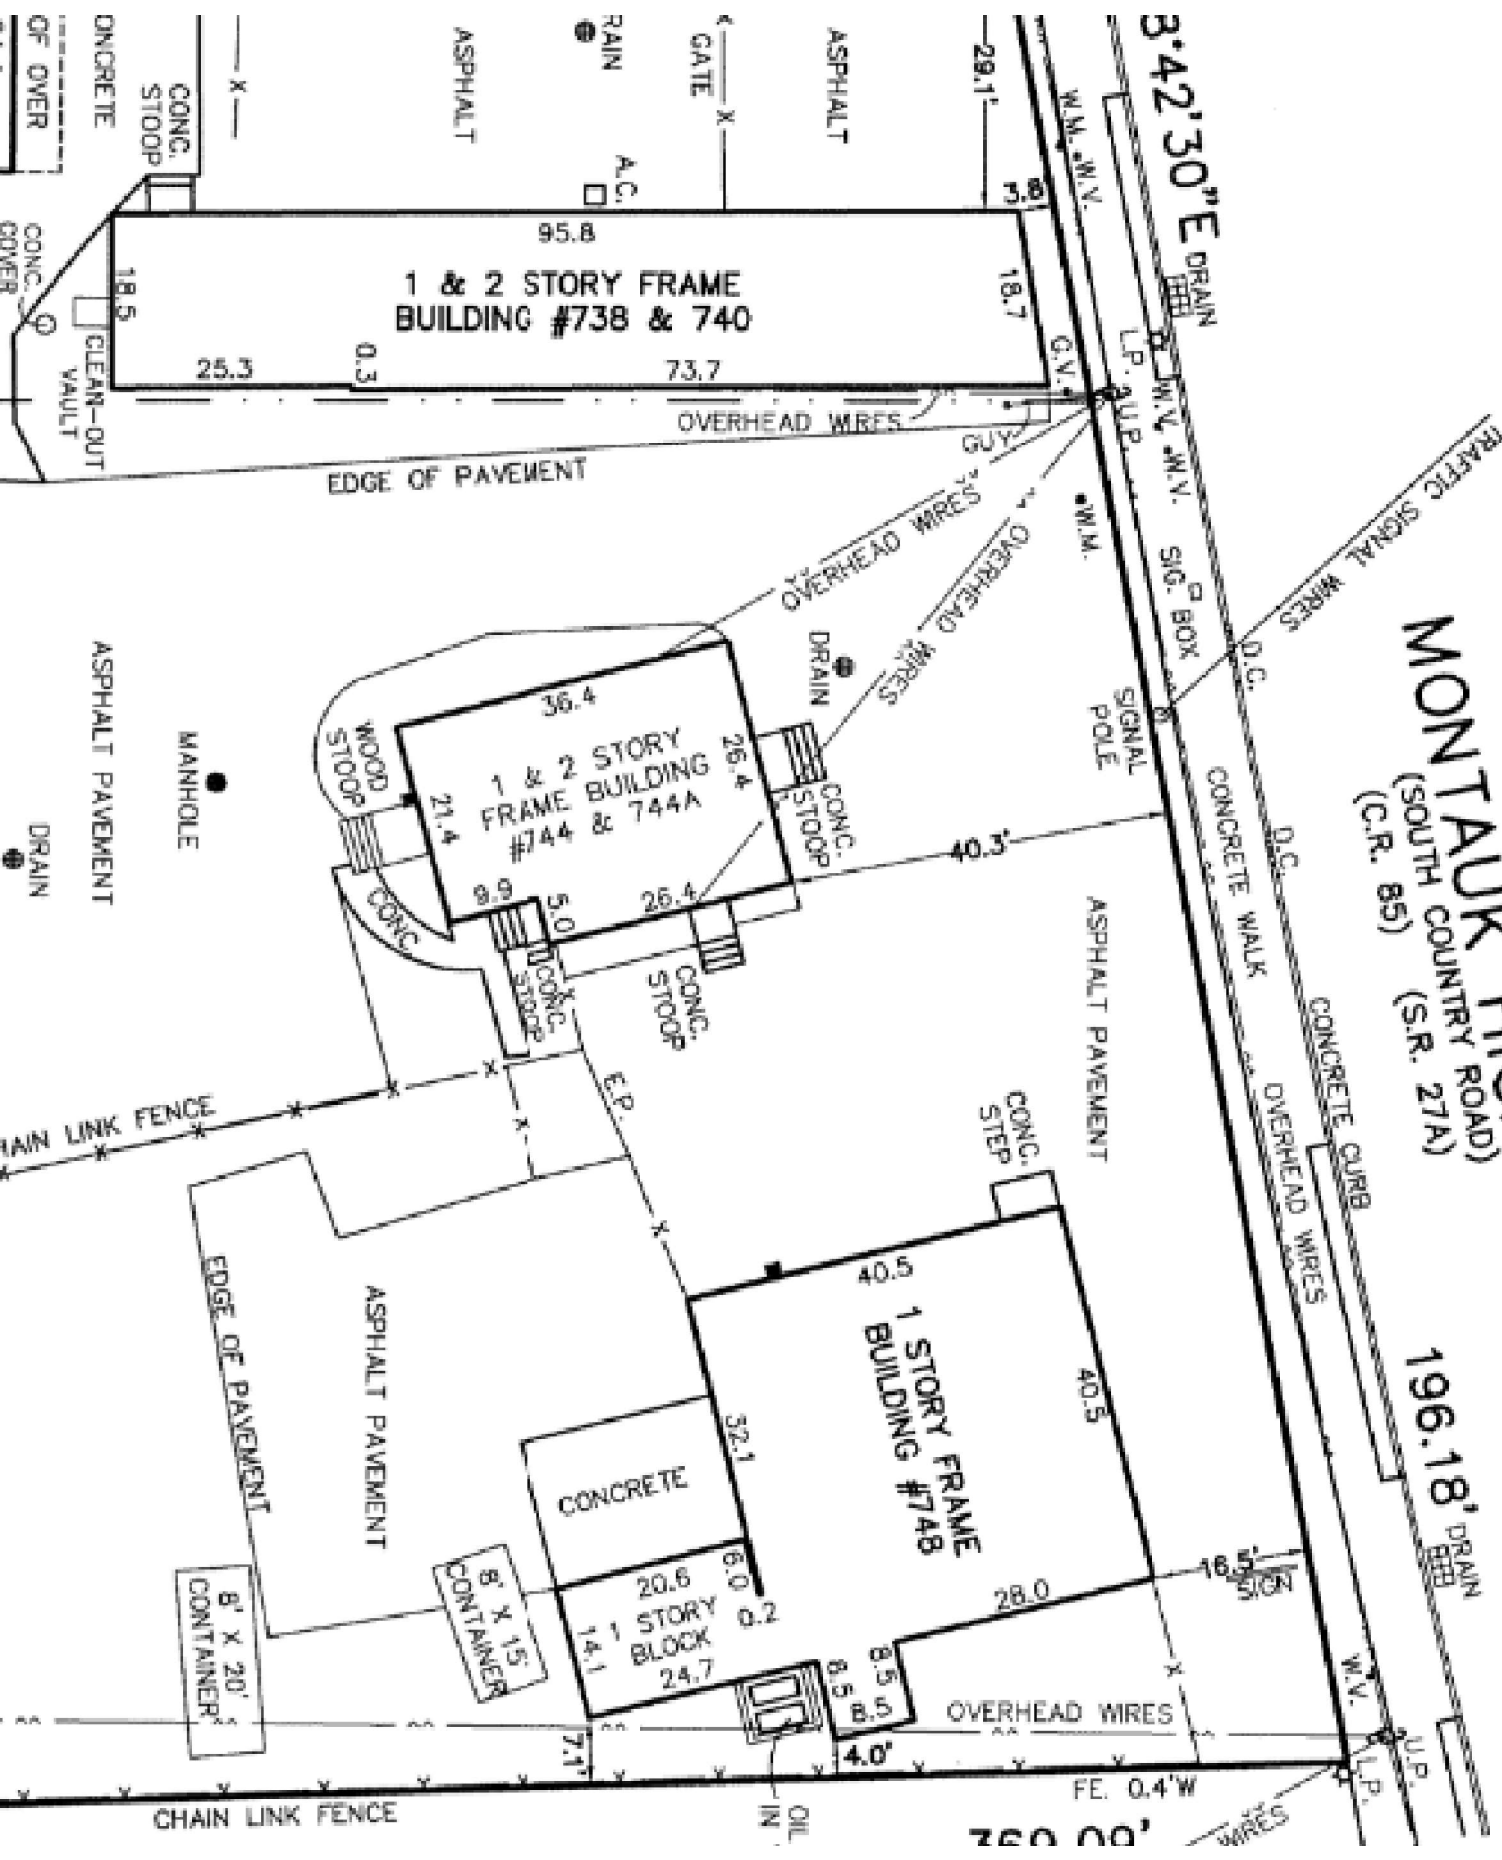 ONCRETE
OF OVER
CONC.
STOOP
X
ASPHALT
RAIN
GATE
X
X
ASPHALT
29.1'
W.M.
W.V.
3'42'30"E
DRAIN
A.C.
3.8
95.8
1 & 2 STORY FRAME
BUILDING #738 & 740
18.5
18.7
25.3
0.3
73.7
CONC.
COVER
CLEAN-OUT
VAULT
G.V.
L.P.
U.P.
W.V.
W.V.
OVERHEAD WIRES
GUY
EDGE OF PAVEMENT
W.M.
SIG. BOX
TRAFFIC SIGNAL WIRES
OVERHEAD WIRES
OVERHEAD WIRES
DRAIN
D.C.
SIGNAL
POLE
MONTAUK
(SOUTH COUNTRY ROAD)
(C.R. 85)
(S.R. 27A)
ASPHALT PAVEMENT
MANHOLE
DRAIN
WOOD
STOOP
36.4
1 & 2 STORY
FRAME BUILDING
#744 & 744A
26.4
21.4
9.9
5.0
26.4
CONC.
STOOP
40.3'
CONCRETE WALK
D.C.
CONC.
CONC.
STOOP
CONC.
STOOP
ASPHALT PAVEMENT
CONCRETE CURB
OVERHEAD WIRES
HAIN LINK FENCE
E.P.
CONC.
STEP
40.5
1 STORY FRAME
BUILDING #748
40.5
32.1
EDGE OF PAVEMENT
ASPHALT PAVEMENT
CONCRETE
196.18'
DRAIN
28.0
SIGN
6.0
20.6
0.2
1 STORY
BLOCK
14.1
24.7
8' X 15'
CONTAINER
8' X 20'
CONTAINER
8.5
8.5
8.5
OVERHEAD WIRES
W.V.
U.P.
L.P.
7.1'
4.0'
FE. 0.4'W
CHAIN LINK FENCE
OIL
IN
WIRES
369.09'